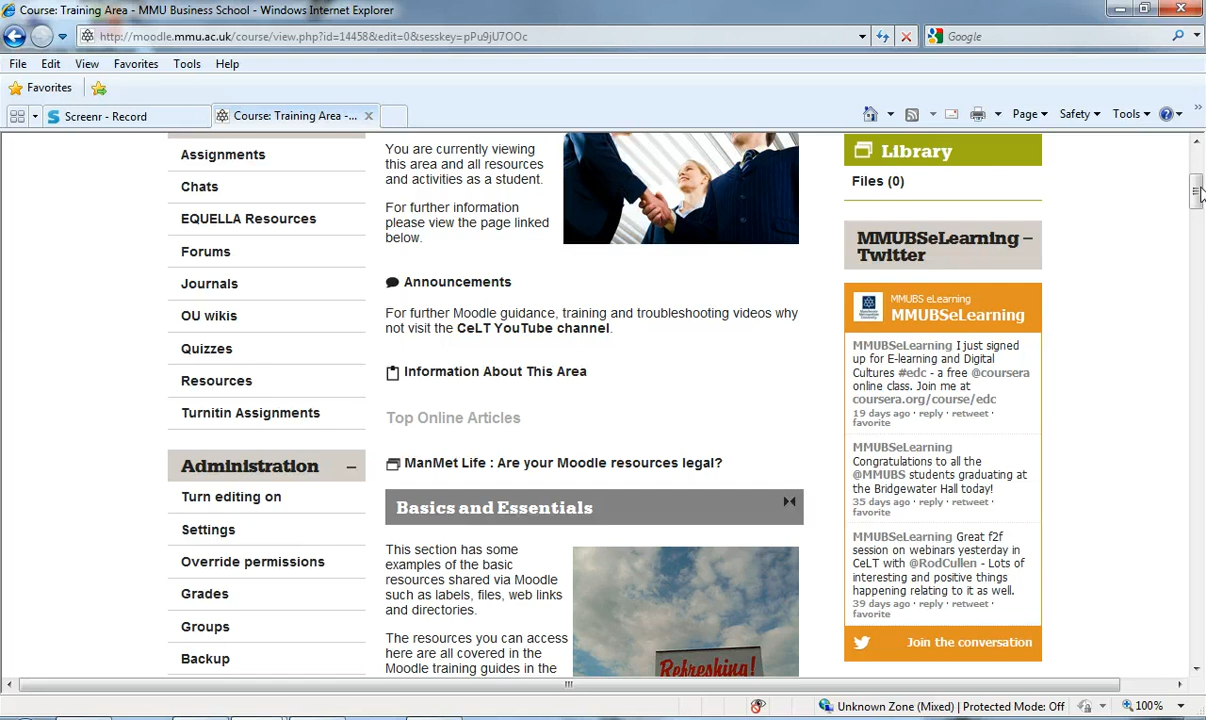 Course: Training Area - MMU Business School - Windows Internet Explorer
http://moodle.mmu.ac.uk/course/view.php?id=14458&edit=0&sesskey=pPu9jU7OOc
Google
File Edit View Favorites Tools Help
Favorites
Screenr - Record
Course: Training Area -...
Page Safety Tools
Assignments
Chats
EQUELLA Resources
Forums
Journals
OU wikis
Quizzes
Resources
Turnitin Assignments
Administration
Turn editing on
Settings
Override permissions
Grades
Groups
Backup
You are currently viewing
this area and all resources
and activities as a student.
For further information
please view the page linked
below.
Announcements
For further Moodle guidance, training and troubleshooting videos why
not visit the CeLT YouTube channel.
Information About This Area
Top Online Articles
ManMet Life : Are your Moodle resources legal?
Basics and Essentials
This section has some
examples of the basic
resources shared via Moodle
such as labels, files, web links
and directories.
The resources you can access
here are all covered in the
Moodle training guides in the
Refreshing!
Library
Files (0)
MMUBSeLearning –
Twitter
MMUBS eLearning
MMUBSeLearning
MMUBSeLearning I just signed
up for E-learning and Digital
Cultures #edc - a free @coursera
online class. Join me at
coursera.org/course/edc
19 days ago · reply · retweet ·
favorite
MMUBSeLearning
Congratulations to all the
@MMUBS students graduating at
the Bridgewater Hall today!
35 days ago · reply · retweet ·
favorite
MMUBSeLearning Great f2f
session on webinars yesterday in
CeLT with @RodCullen - Lots of
interesting and positive things
happening relating to it as well.
39 days ago · reply · retweet ·
favorite
Join the conversation
Unknown Zone (Mixed) | Protected Mode: Off
100%